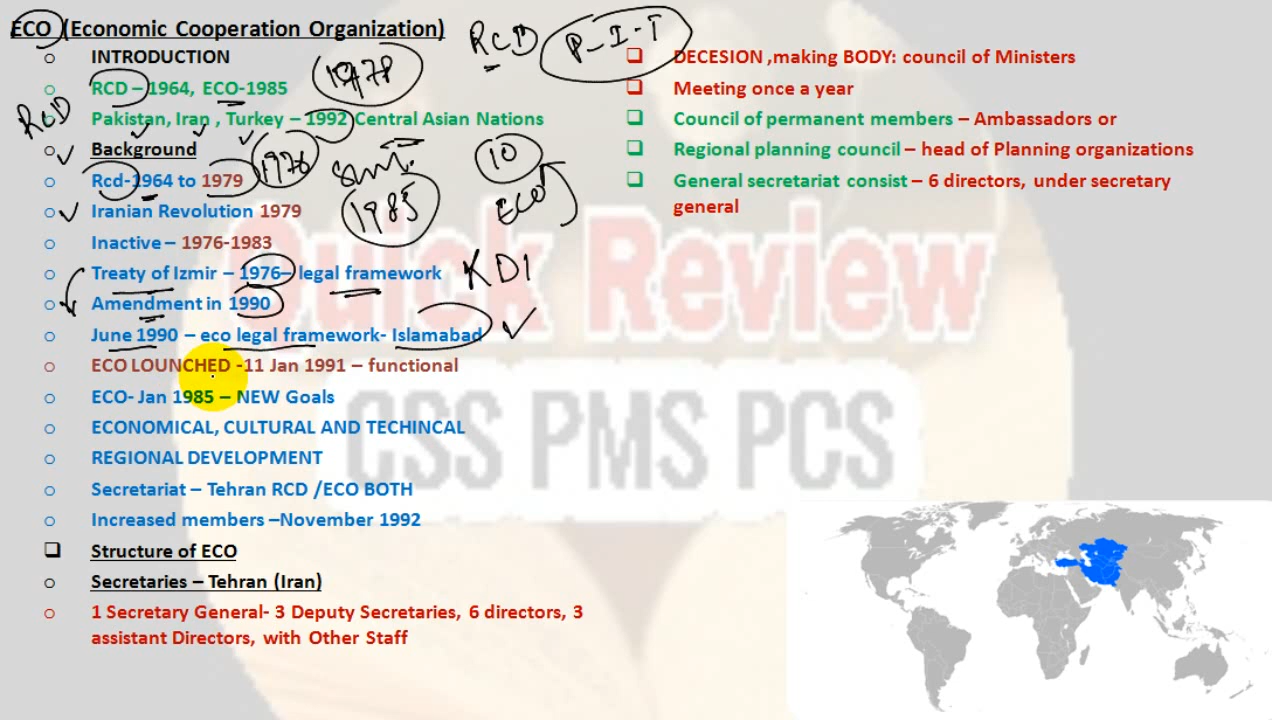 ECO (Economic Cooperation Organization)
INTRODUCTION
RCD – 1964, ECO-1985
Pakistan, Iran , Turkey – 1992 Central Asian Nations
Background
Rcd-1964 to 1979
Iranian Revolution 1979
Inactive – 1976-1983
Treaty of Izmir – 1976– legal framework
Amendment in 1990
June 1990 – eco legal framework- Islamabad
ECO LOUNCHED -11 Jan 1991 – functional
ECO- Jan 1985 – NEW Goals
ECONOMICAL, CULTURAL AND TECHINCAL
REGIONAL DEVELOPMENT
Secretariat – Tehran RCD /ECO BOTH
Increased members –November 1992
Structure of ECO
Secretaries – Tehran (Iran)
1 Secretary General- 3 Deputy Secretaries, 6 directors, 3
assistant Directors, with Other Staff
DECESION ,making BODY: council of Ministers
Meeting once a year
Council of permanent members – Ambassadors or
Regional planning council – head of Planning organizations
General secretariat consist – 6 directors, under secretary
general
RCD
P-I-T
RCD
1976
1985
10
ECO
KDI
Quick Review
CSS PMS PCS